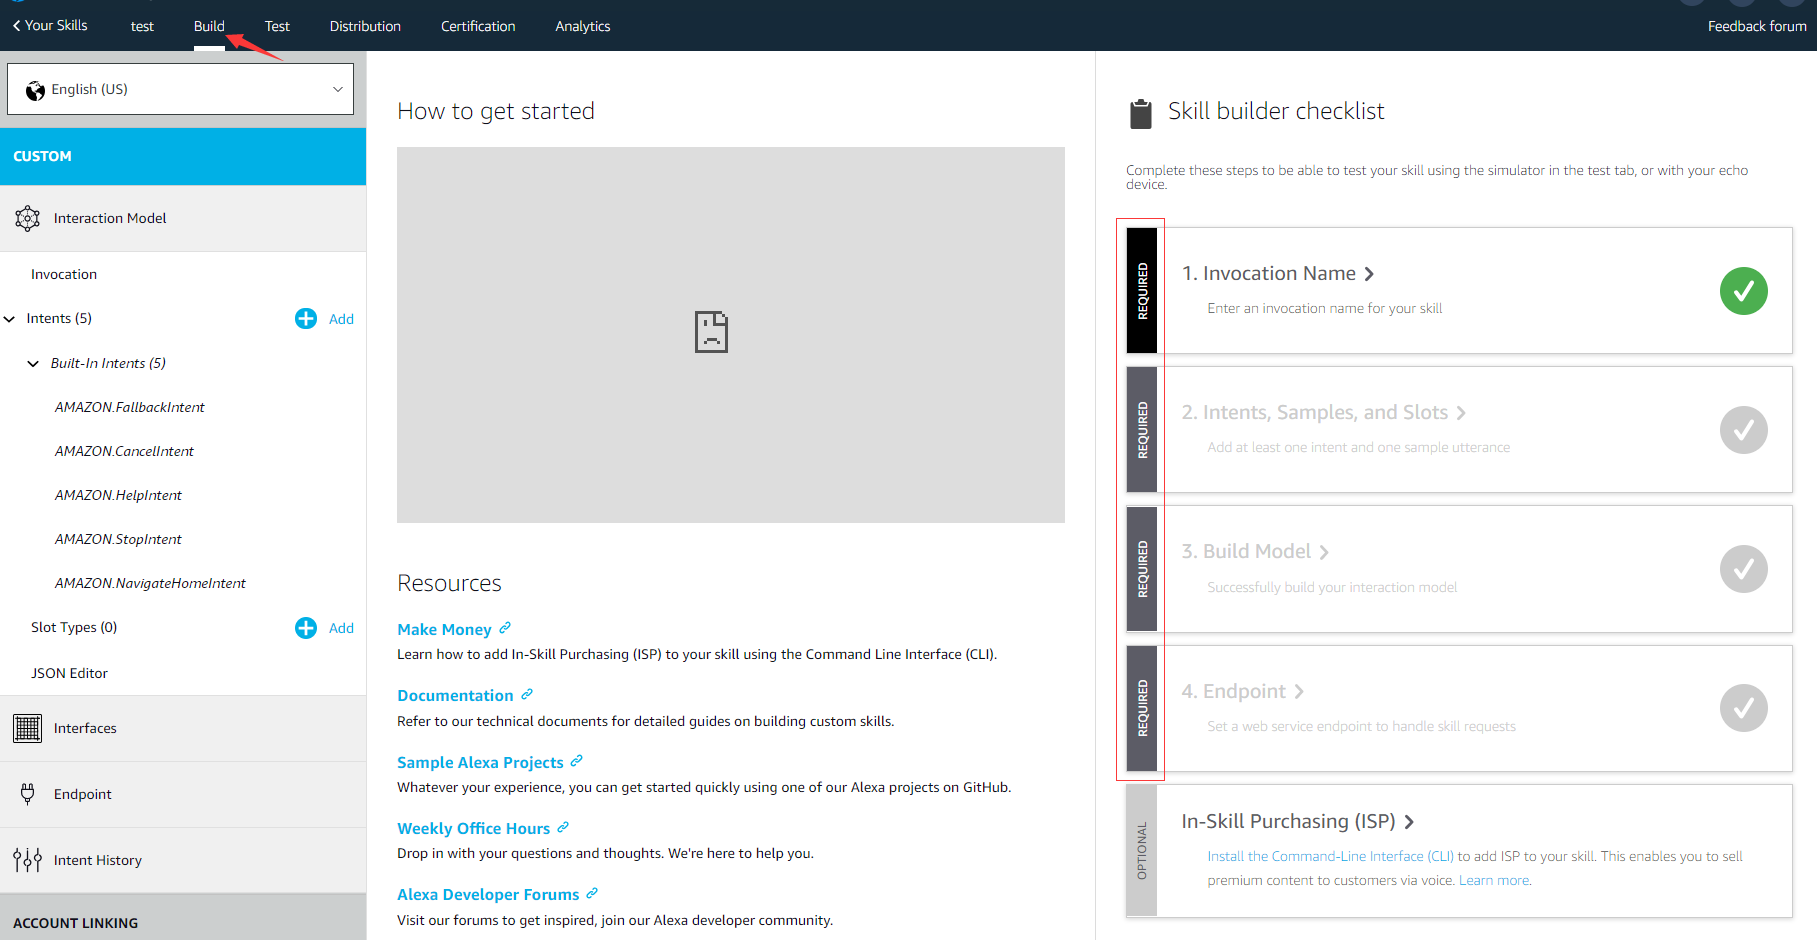 Your Skills
test
Build
Test
Distribution
Certification
Analytics
Feedback forum
English (US)
CUSTOM
Interaction Model
Invocation
Intents (5)
Add
Built-In Intents (5)
AMAZON.FallbackIntent
AMAZON.CancelIntent
AMAZON.HelpIntent
AMAZON.StopIntent
AMAZON.NavigateHomeIntent
Slot Types (0)
Add
JSON Editor
Interfaces
Endpoint
Intent History
ACCOUNT LINKING
How to get started
Resources
Make Money
Learn how to add In-Skill Purchasing (ISP) to your skill using the Command Line Interface (CLI).
Documentation
Refer to our technical documents for detailed guides on building custom skills.
Sample Alexa Projects
Whatever your experience, you can get started quickly using one of our Alexa projects on GitHub.
Weekly Office Hours
Drop in with your questions and thoughts. We're here to help you.
Alexa Developer Forums
Visit our forums to get inspired, join our Alexa developer community.
Skill builder checklist
Complete these steps to be able to test your skill using the simulator in the test tab, or with your echo
device.
REQUIRED
1. Invocation Name
Enter an invocation name for your skill
REQUIRED
2. Intents, Samples, and Slots
Add at least one intent and one sample utterance
REQUIRED
3. Build Model
Successfully build your interaction model
REQUIRED
4. Endpoint
Set a web service endpoint to handle skill requests
OPTIONAL
In-Skill Purchasing (ISP)
Install the Command-Line Interface (CLI) to add ISP to your skill. This enables you to sell
premium content to customers via voice. Learn more.